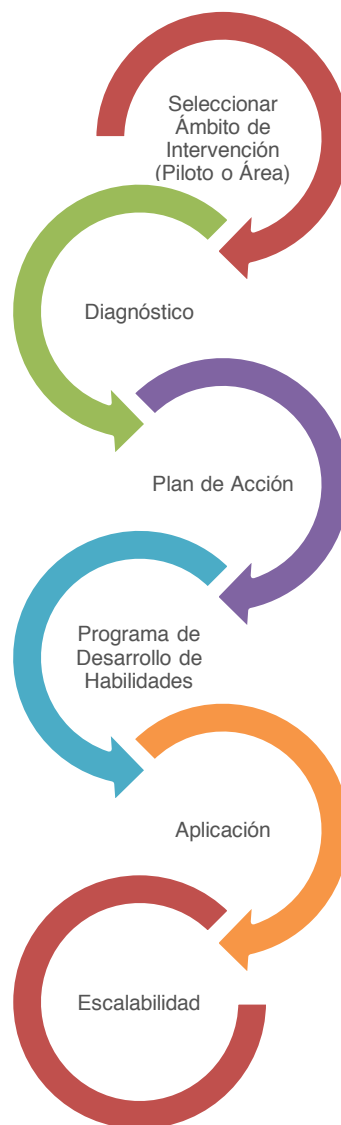 Seleccionar
Ámbito de
Intervención
(Piloto o Área)
Diagnóstico
Plan de Acción
Programa de
Desarrollo de
Habilidades
Aplicación
Escalabilidad